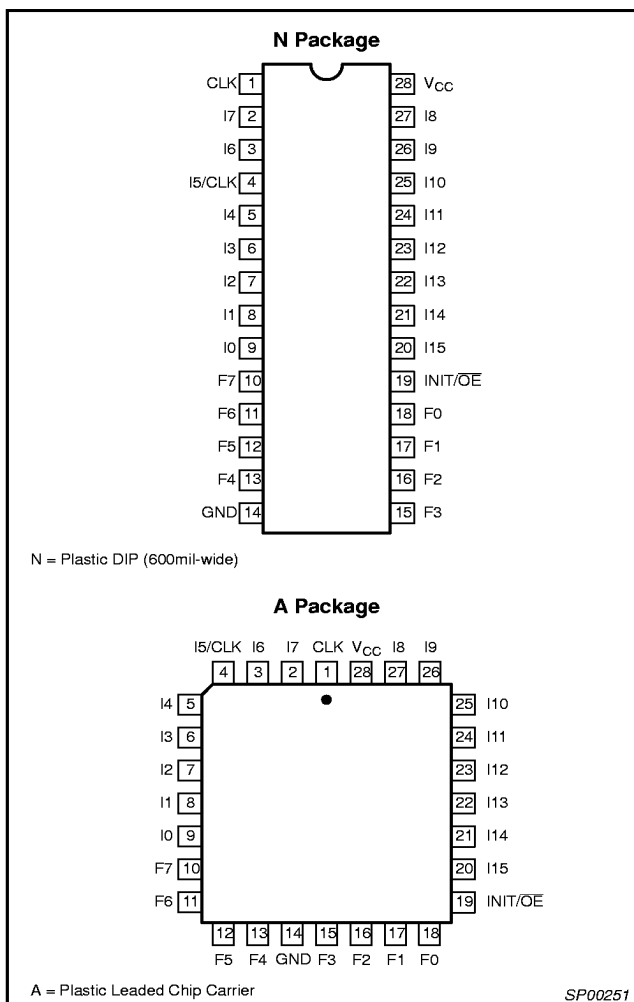 N Package
CLK 1 28 VCC
I7 2 27 I8
I6 3 26 I9
I5/CLK 4 25 I10
I4 5 24 I11
I3 6 23 I12
I2 7 22 I13
I1 8 21 I14
I0 9 20 I15
F7 10 19 INIT/OE
F6 11 18 F0
F5 12 17 F1
F4 13 16 F2
GND 14 15 F3
N = Plastic DIP (600mil-wide)
A Package
I5/CLK I6 I7 CLK VCC I8 I9
4 3 2 1 28 27 26
I4 5 25 I10
I3 6 24 I11
I2 7 23 I12
I1 8 22 I13
I0 9 21 I14
F7 10 20 I15
F6 11 19 INIT/OE
12 13 14 15 16 17 18
F5 F4 GND F3 F2 F1 F0
A = Plastic Leaded Chip Carrier
SP00251